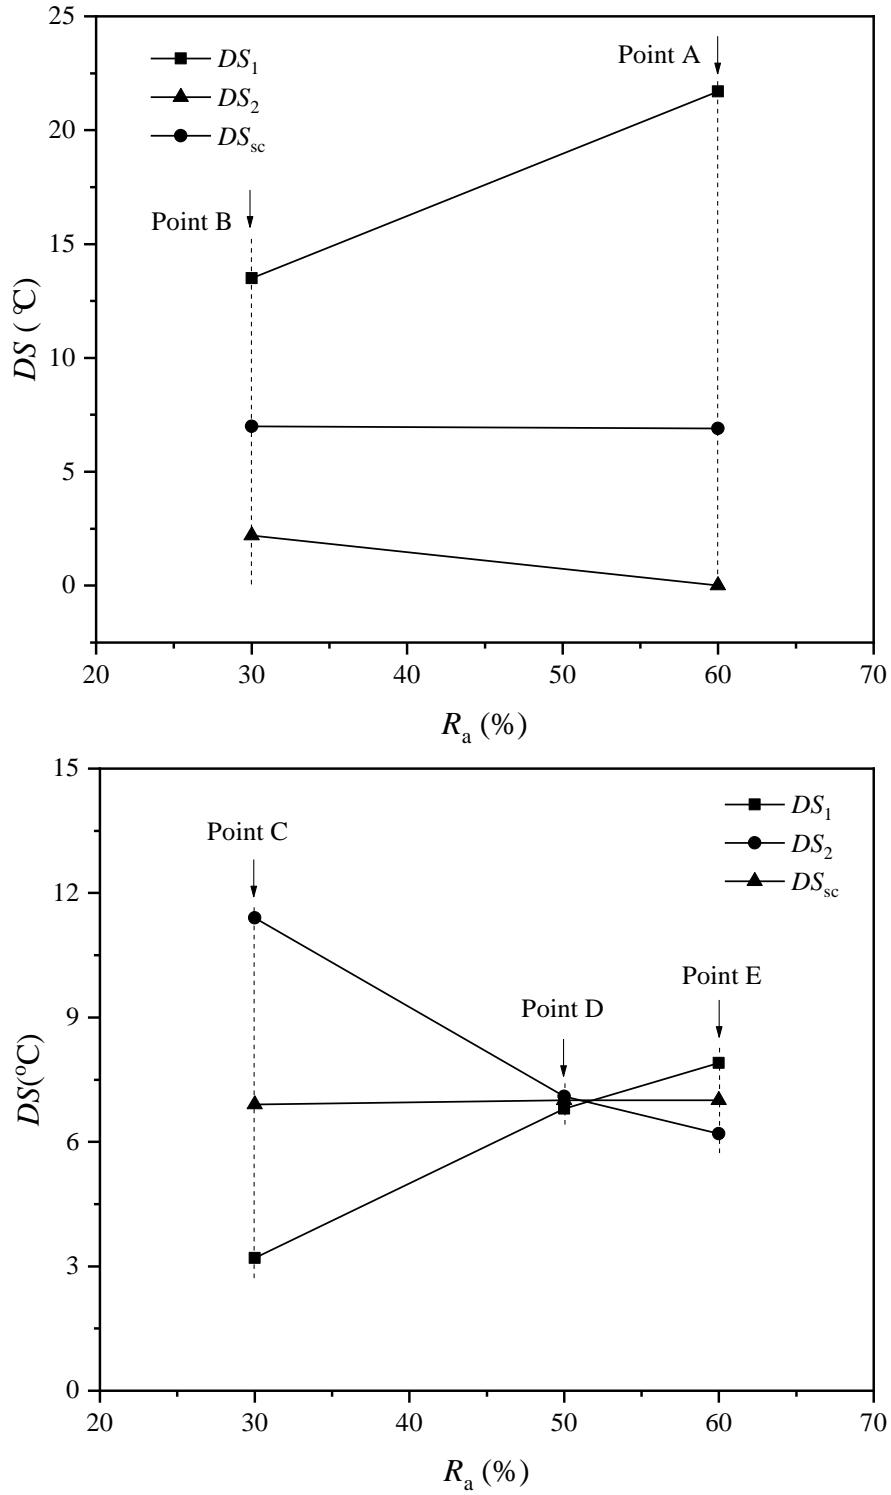 25
20
15
10
5
0
DS (℃)
DS1
DS2
DSsc
Point A
Point B
20 30 40 50 60 70
Ra (%)
15
12
9
6
3
0
DS(ºC)
DS1
DS2
DSsc
Point C
Point D
Point E
20 30 40 50 60 70
Ra (%)